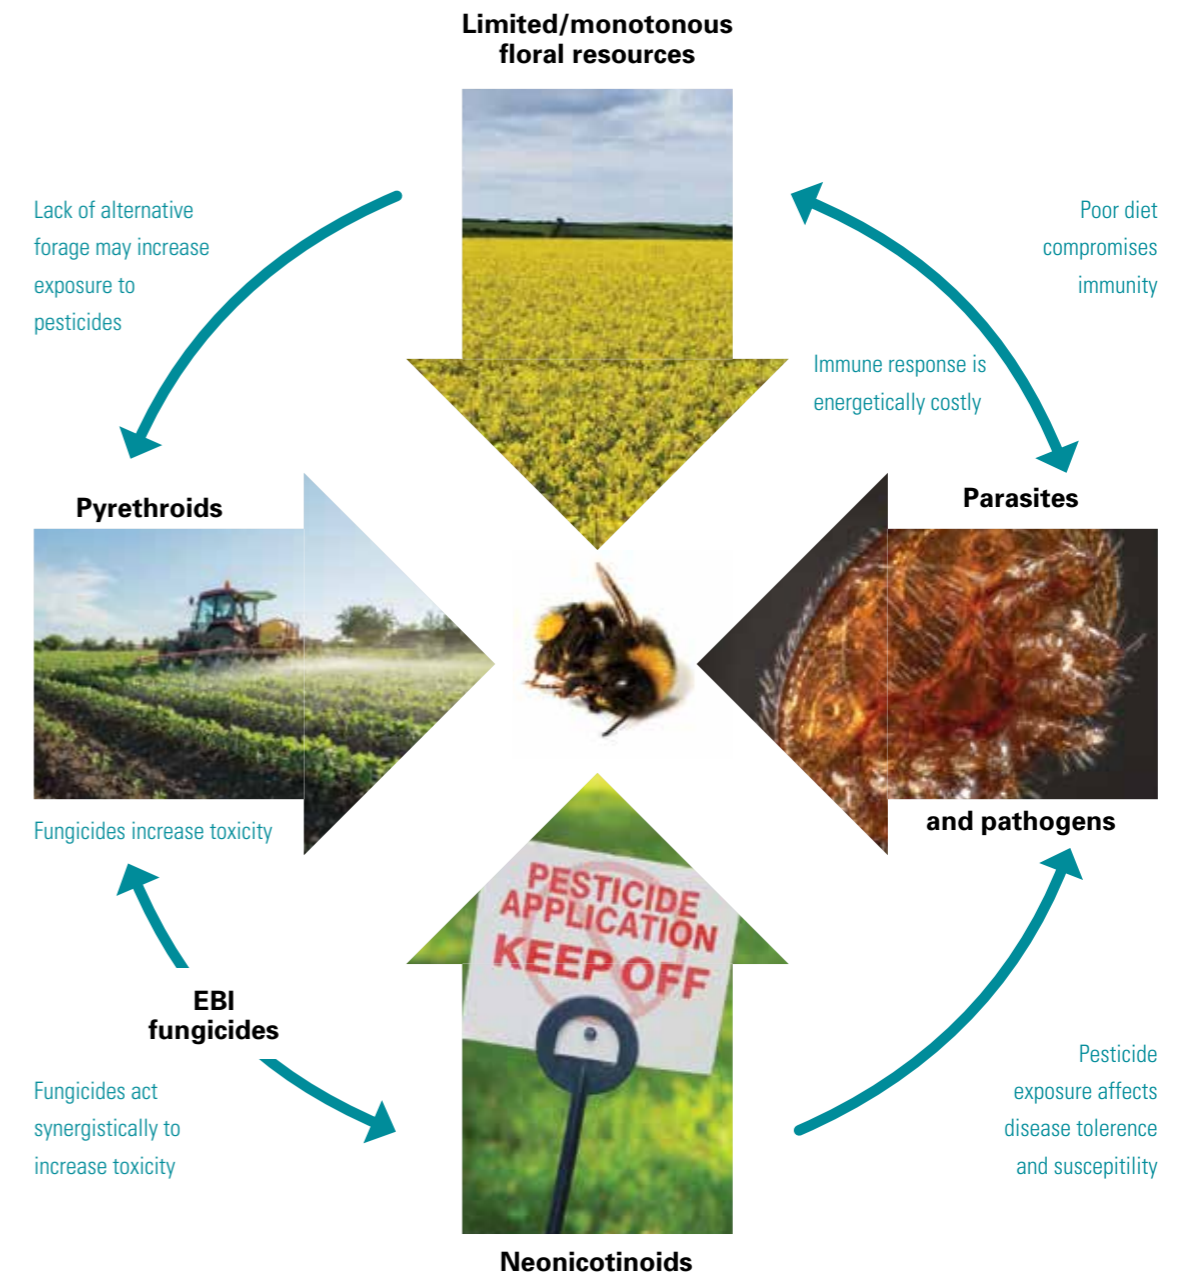 Limited/monotonous
floral resources
Lack of alternative
forage may increase
exposure to
pesticides
Poor diet
compromises
immunity
Immune response is
energetically costly
Pyrethroids
Parasites
and pathogens
Fungicides increase toxicity
PESTICIDE
APPLICATION
KEEP OFF
EBI
fungicides
Fungicides act
synergistically to
increase toxicity
Pesticide
exposure affects
disease tolerence
and suscepitility
Neonicotinoids